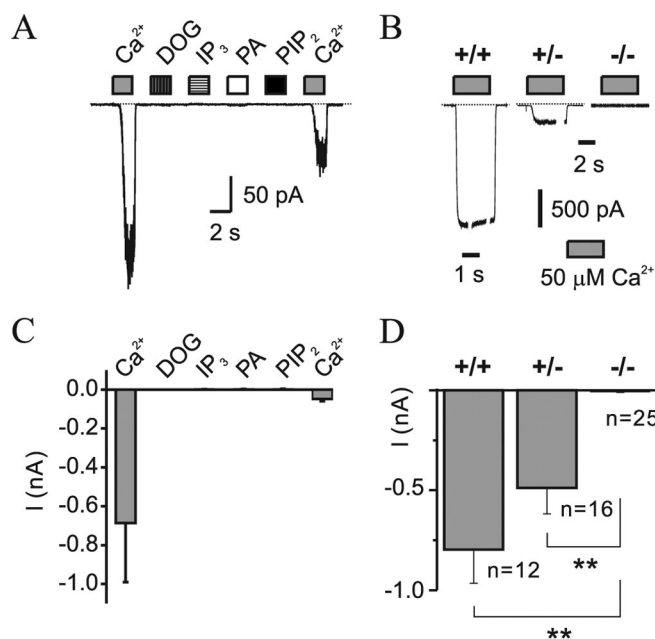 A
Ca²⁺ DOG IP₃ PA PIP₂ Ca²⁺
50 pA
2 s
B
+/+ +/- -/-
2 s
500 pA
1 s
50 µM Ca²⁺
C
Ca²⁺ DOG IP₃ PA PIP₂ Ca²⁺
0.0
-0.2
-0.4
-0.6
-0.8
-1.0
I (nA)
D
+/+ +/- -/-
n=25
-0.5
n=16
**
n=12
-1.0
**
I (nA)